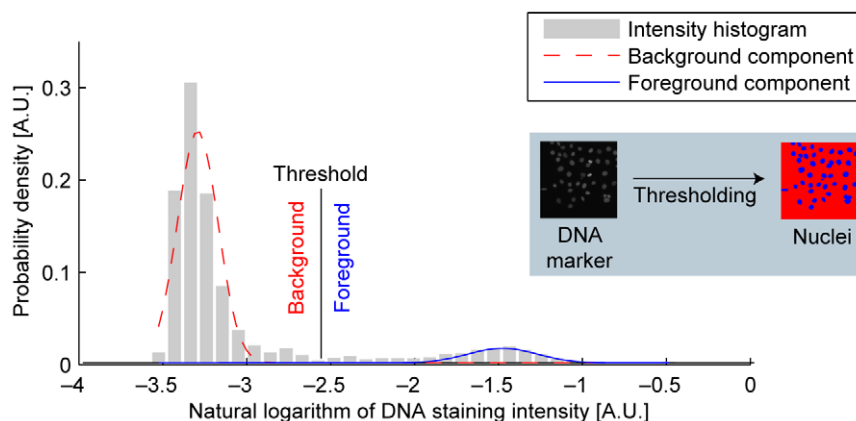 Intensity histogram
Background component
Foreground component
Probability density [A.U.]
0.3
0.2
0.1
0
Threshold
Background
Foreground
DNA
marker
Thresholding
Nuclei
–4
–3.5
–3
–2.5
–2
–1.5
–1
–0.5
0
Natural logarithm of DNA staining intensity [A.U.]